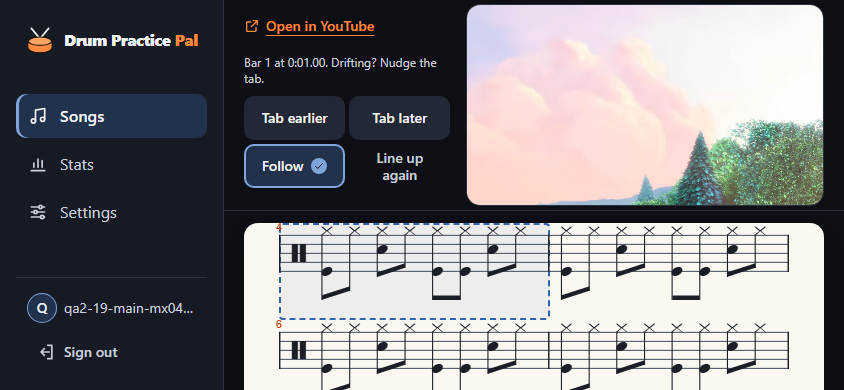 Drum Practice Pal
Songs
Stats
Settings
Q qa2-19-main-mx04...
Sign out
Open in YouTube
Bar 1 at 0:01.00. Drifting? Nudge the
tab.
Tab earlier
Tab later
Follow
Line up
again
4
6